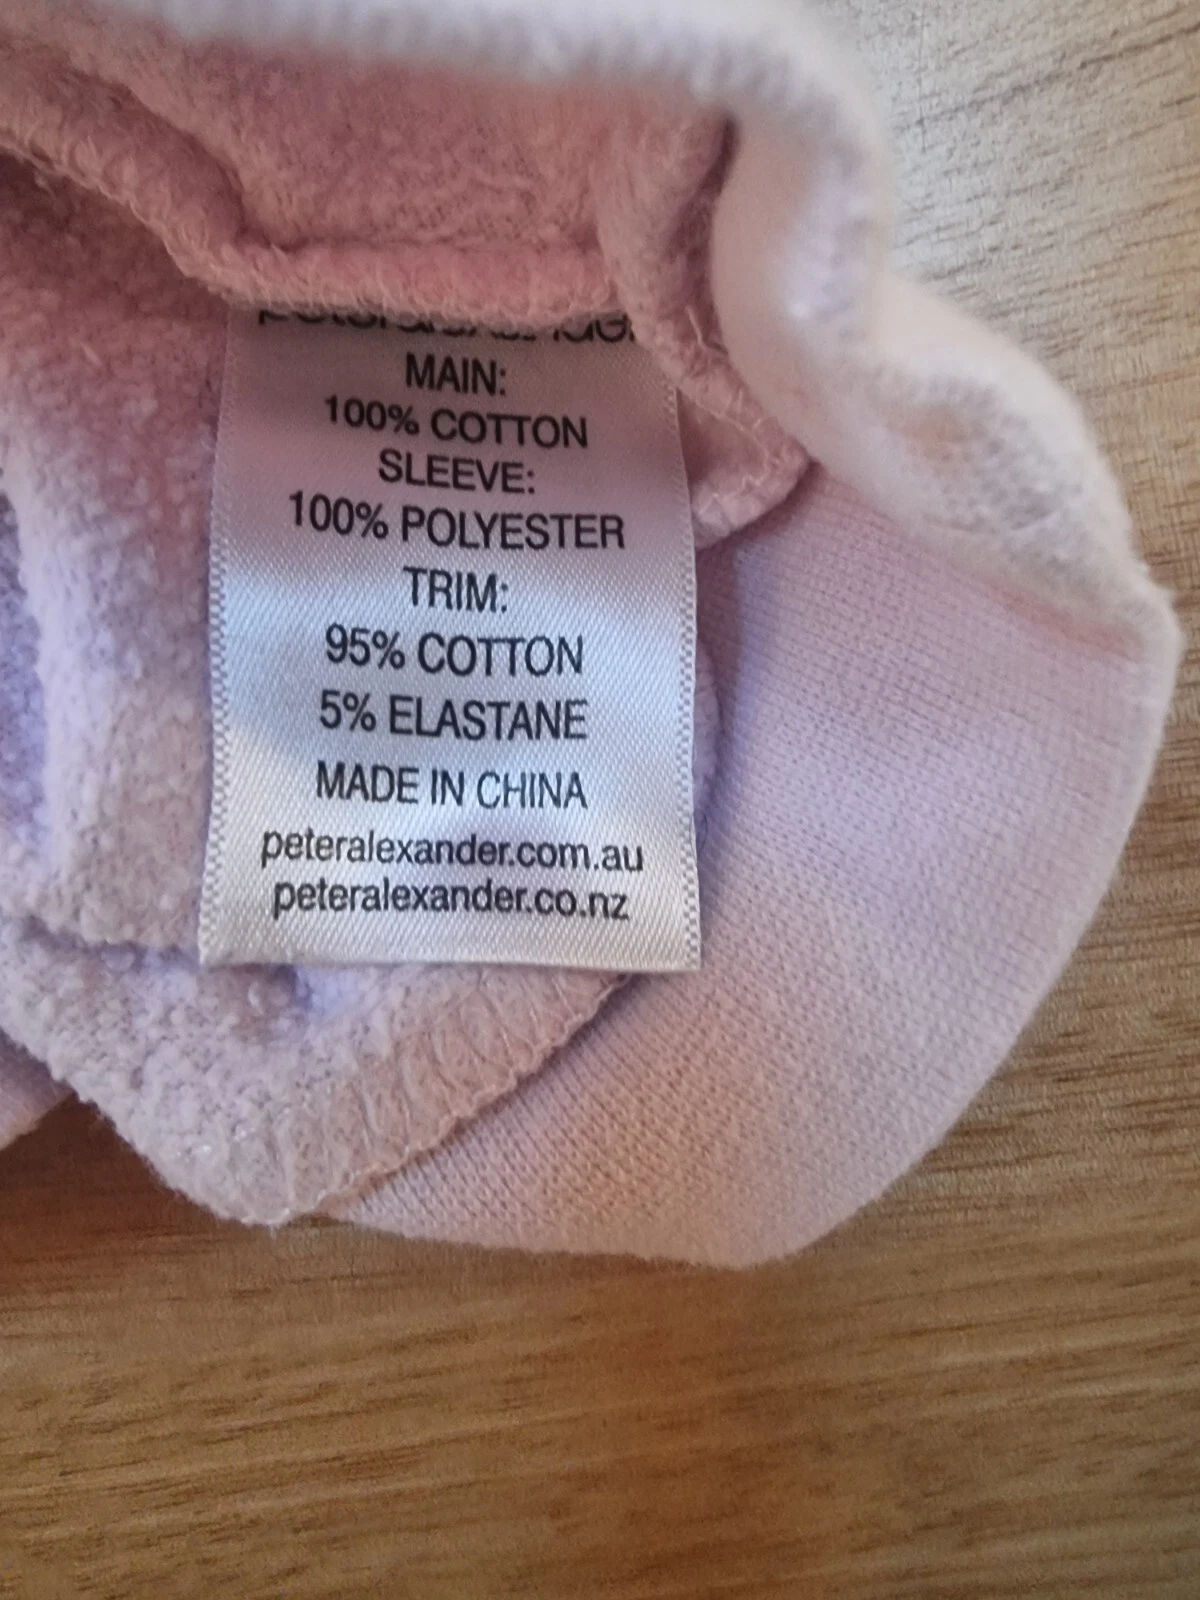 peteralexander
MAIN:
100% COTTON
SLEEVE:
100% POLYESTER
TRIM:
95% COTTON
5% ELASTANE
MADE IN CHINA
peteralexander.com.au
peteralexander.co.nz